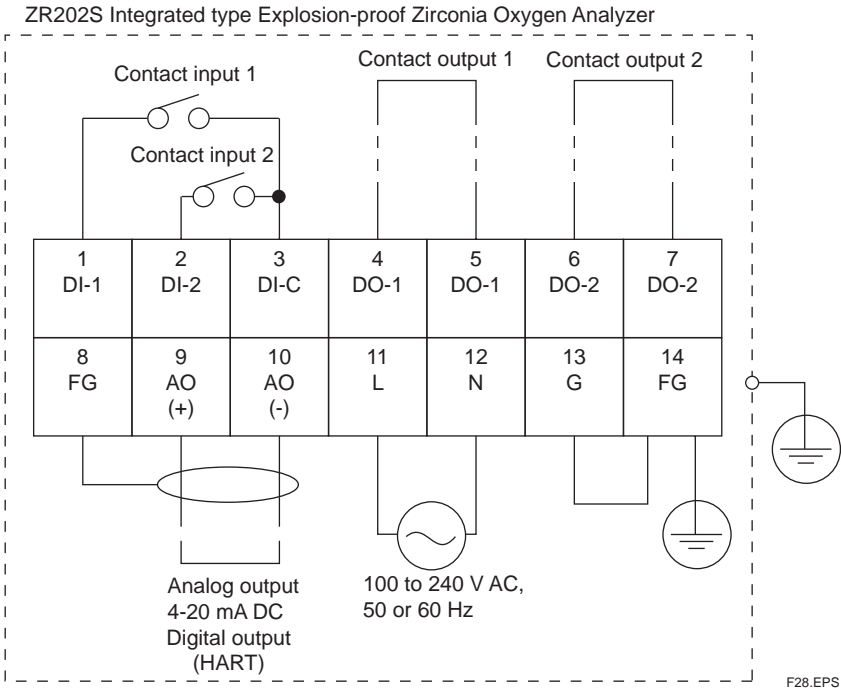 ZR202S Integrated type Explosion-proof Zirconia Oxygen Analyzer
Contact input 1
Contact output 1
Contact output 2
Contact input 2
1
DI-1
2
DI-2
3
DI-C
4
DO-1
5
DO-1
6
DO-2
7
DO-2
8
FG
9
AO
(+)
10
AO
(-)
11
L
12
N
13
G
14
FG
Analog output
4-20 mA DC
Digital output
(HART)
100 to 240 V AC,
50 or 60 Hz
F28.EPS